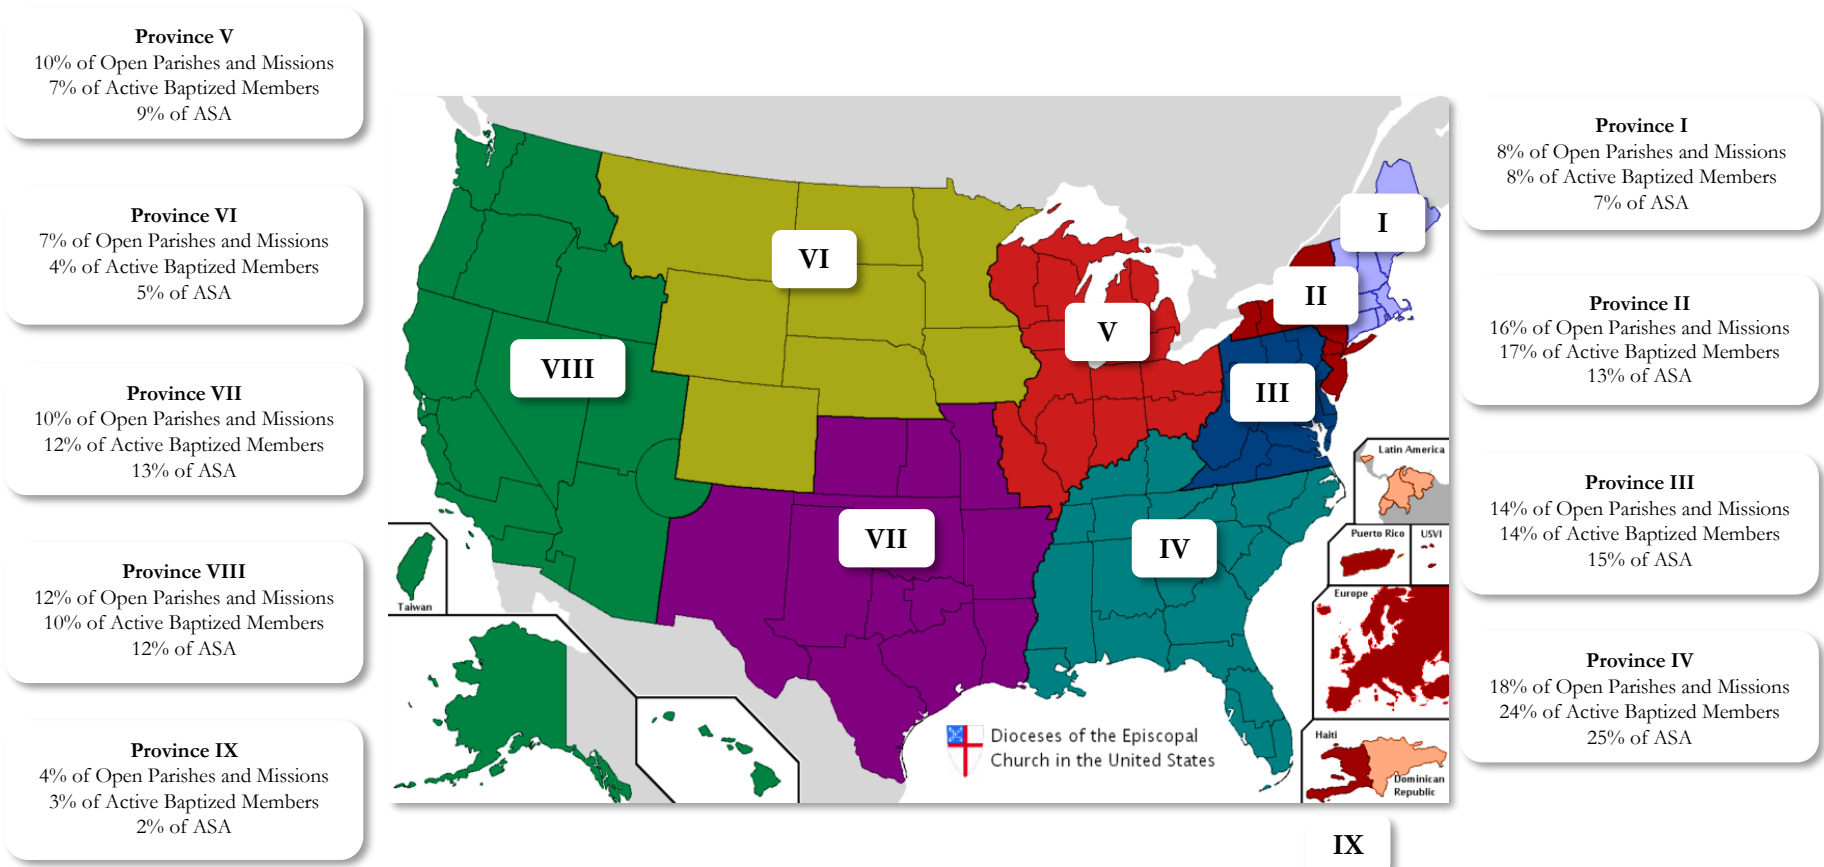 Province V
10% of Open Parishes and Missions
7% of Active Baptized Members
9% of ASA
Province VI
7% of Open Parishes and Missions
4% of Active Baptized Members
5% of ASA
Province VII
10% of Open Parishes and Missions
12% of Active Baptized Members
13% of ASA
Province VIII
12% of Open Parishes and Missions
10% of Active Baptized Members
12% of ASA
Province IX
4% of Open Parishes and Missions
3% of Active Baptized Members
2% of ASA
I
VI
II
V
VIII
III
VII
IV
Latin America
Puerto Rico
USVI
Europe
Taiwan
7
Dioceses of the Episcopal
Church in the United States
Haiti
Dominican
Republic
IX
Province I
8% of Open Parishes and Missions
8% of Active Baptized Members
7% of ASA
Province II
16% of Open Parishes and Missions
17% of Active Baptized Members
13% of ASA
Province III
14% of Open Parishes and Missions
14% of Active Baptized Members
15% of ASA
Province IV
18% of Open Parishes and Missions
24% of Active Baptized Members
25% of ASA